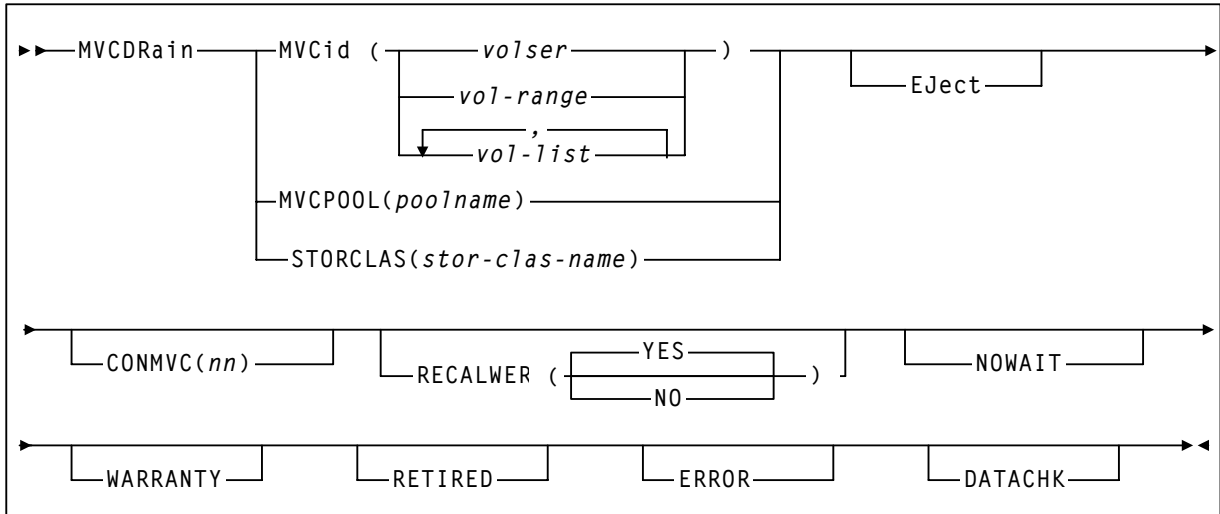 MVCDRain MVCid ( volser )
EJect
vol-range
,
vol-list
MVCPOOL(poolname)
STORCLAS(stor-clas-name)
CONMVC(nn) RECALWER ( YES ) NOWAIT
NO
WARRANTY RETIRED ERROR DATACHK